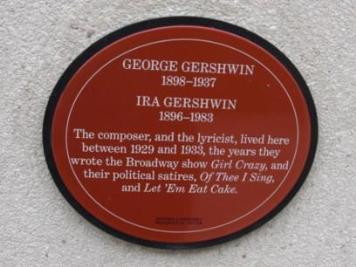 GEORGE GERSHWIN
1898–1937
IRA GERSHWIN
1896–1983
The composer, and the lyricist, lived here
between 1929 and 1933, the years they
wrote the Broadway show Girl Crazy, and
their political satires, Of Thee I Sing,
and Let 'Em Eat Cake.